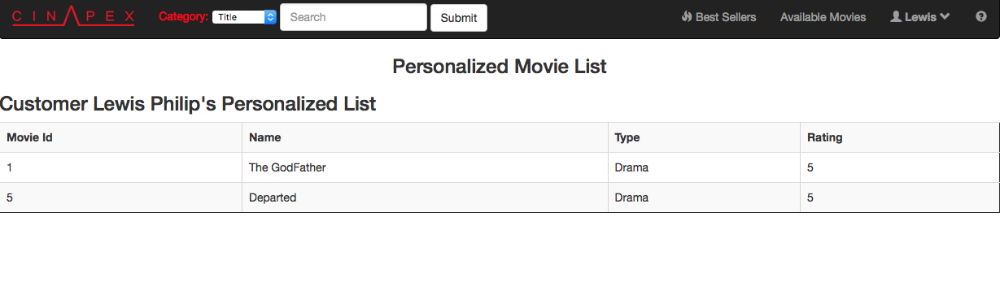 CINAPEX Category: Title Search Submit Best Sellers Available Movies Lewis
Personalized Movie List
Customer Lewis Philip's Personalized List
Movie Id Name Type Rating
1 The GodFather Drama 5
5 Departed Drama 5